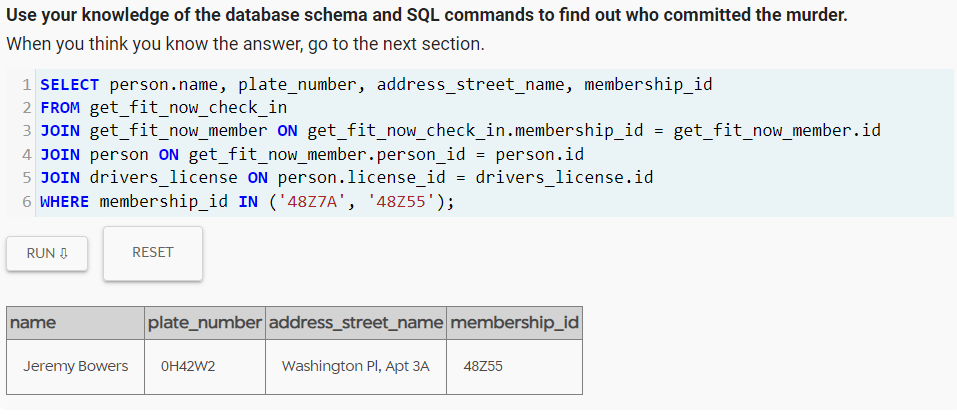 Use your knowledge of the database schema and SQL commands to find out who committed the murder.
When you think you know the answer, go to the next section.
1 SELECT person.name, plate_number, address_street_name, membership_id
2 FROM get_fit_now_check_in
3 JOIN get_fit_now_member ON get_fit_now_check_in.membership_id = get_fit_now_member.id
4 JOIN person ON get_fit_now_member.person_id = person.id
5 JOIN drivers_license ON person.license_id = drivers_license.id
6 WHERE membership_id IN ('48Z7A', '48Z55');
RUN ⇩ RESET
name plate_number address_street_name membership_id
Jeremy Bowers 0H42W2 Washington Pl, Apt 3A 48Z55